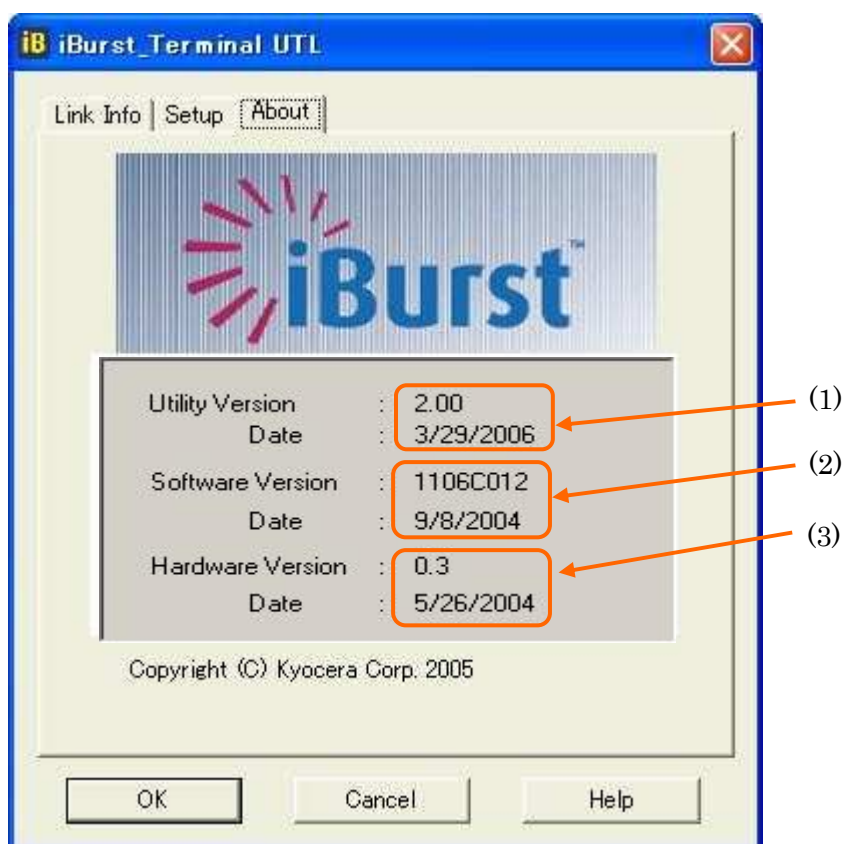 iB iBurst_Terminal UTL
Link Info Setup About
iBurst™
Utility Version : 2.00 (1)
Date : 3/29/2006
Software Version : 1106C012 (2)
Date : 9/8/2004
Hardware Version : 0.3 (3)
Date : 5/26/2004
Copyright (C) Kyocera Corp. 2005
OK Cancel Help